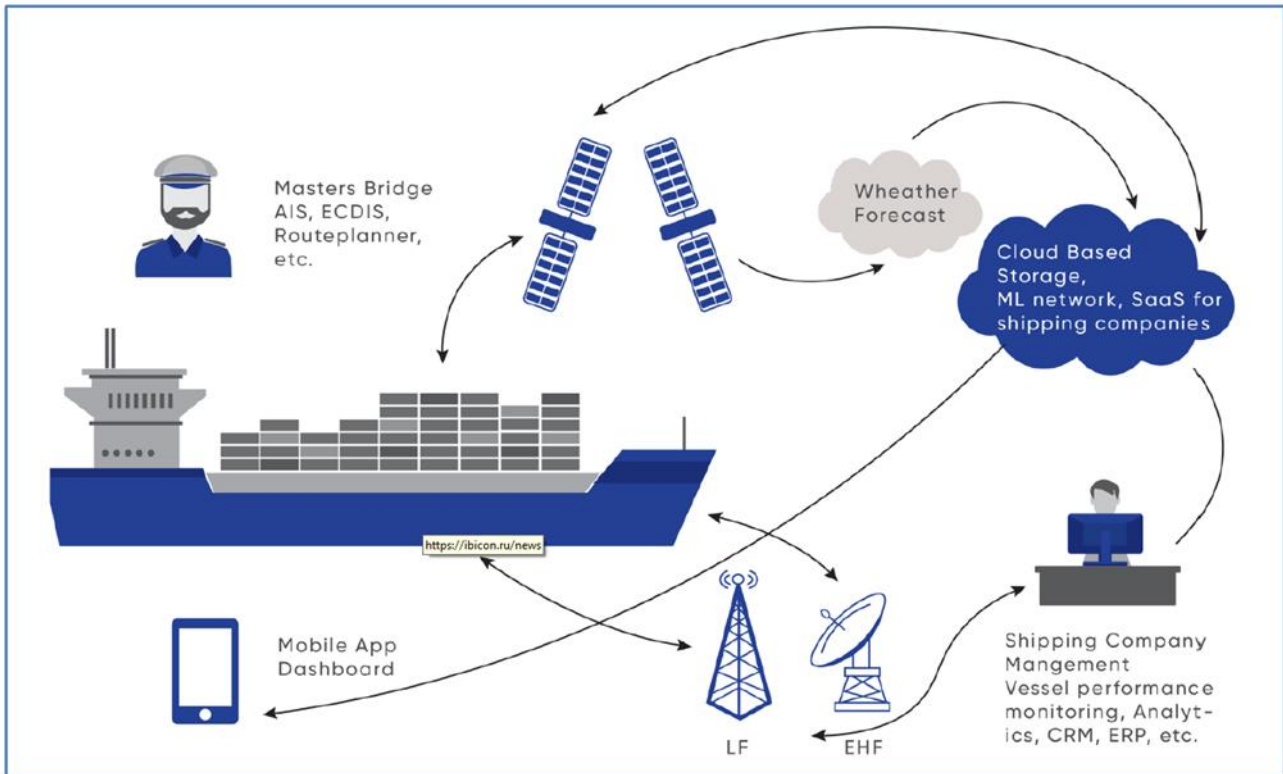 Masters Bridge
AIS, ECDIS,
Routeplanner,
etc.
Wheather
Forecast
Cloud Based
Storage,
ML network, SaaS for
shipping companies
https://ibicon.ru/news
Mobile App
Dashboard
LF
EHF
Shipping Company
Mangement
Vessel performance
monitoring, Analyt-
ics, CRM, ERP, etc.